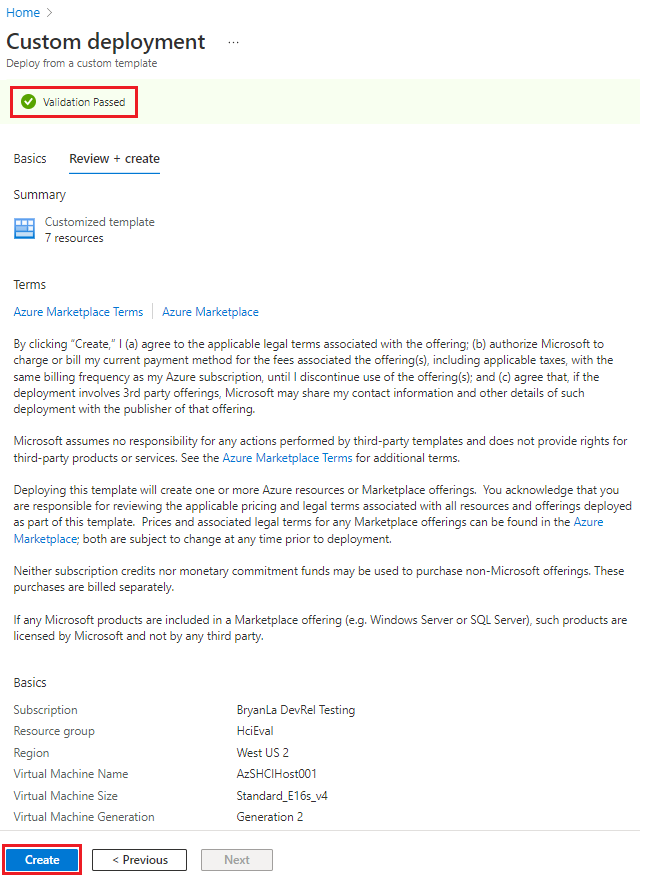 Home >
Custom deployment ...
Deploy from a custom template
Validation Passed
Basics Review + create
Summary
Customized template
7 resources
Terms
Azure Marketplace Terms | Azure Marketplace
By clicking “Create,” I (a) agree to the applicable legal terms associated with the offering; (b) authorize Microsoft to
charge or bill my current payment method for the fees associated the offering(s), including applicable taxes, with the
same billing frequency as my Azure subscription, until I discontinue use of the offering(s); and (c) agree that, if the
deployment involves 3rd party offerings, Microsoft may share my contact information and other details of such
deployment with the publisher of that offering.
Microsoft assumes no responsibility for any actions performed by third-party templates and does not provide rights for
third-party products or services. See the Azure Marketplace Terms for additional terms.
Deploying this template will create one or more Azure resources or Marketplace offerings. You acknowledge that you
are responsible for reviewing the applicable pricing and legal terms associated with all resources and offerings deployed
as part of this template. Prices and associated legal terms for any Marketplace offerings can be found in the Azure
Marketplace; both are subject to change at any time prior to deployment.
Neither subscription credits nor monetary commitment funds may be used to purchase non-Microsoft offerings. These
purchases are billed separately.
If any Microsoft products are included in a Marketplace offering (e.g. Windows Server or SQL Server), such products are
licensed by Microsoft and not by any third party.
Basics
Subscription BryanLa DevRel Testing
Resource group HciEval
Region West US 2
Virtual Machine Name AzSHCIHost001
Virtual Machine Size Standard_E16s_v4
Virtual Machine Generation Generation 2
Create < Previous Next